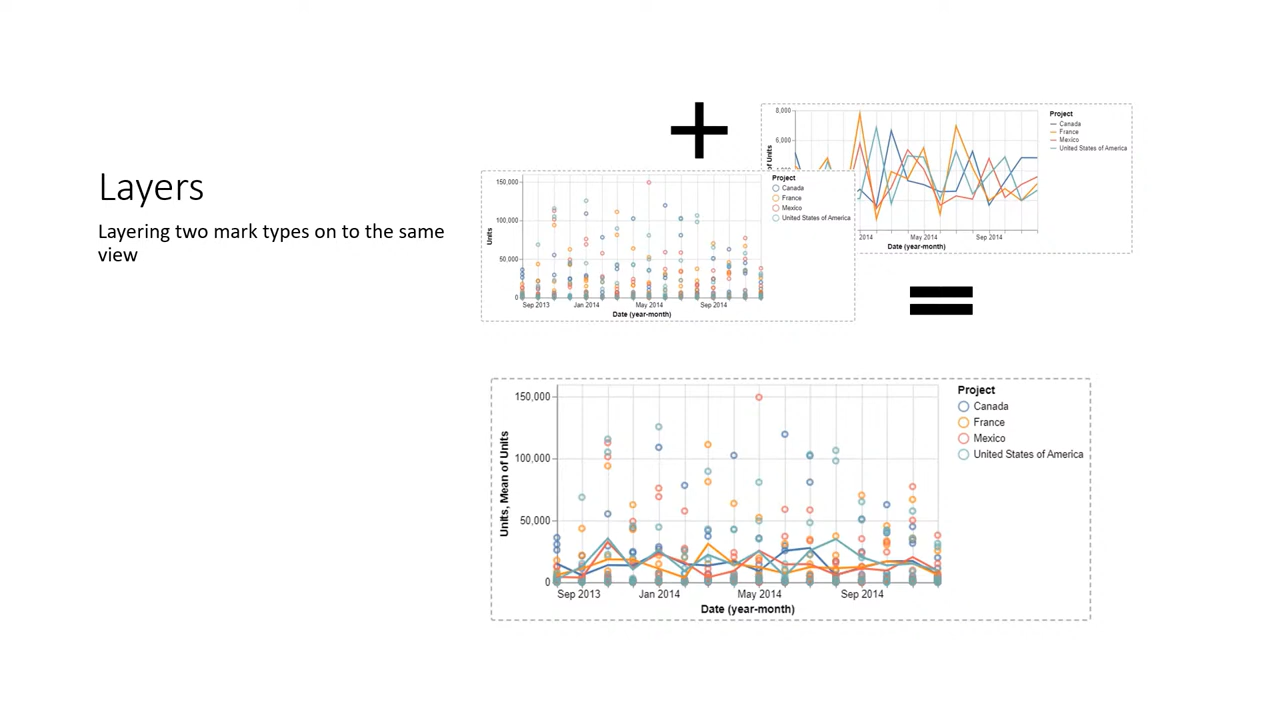 Layers
Layering two mark types on to the same
view
+
8,000
6,000
of Units
2014
May 2014
Sep 2014
Date (year-month)
Project
Canada
France
Mexico
United States of America
150,000
100,000
50,000
0
Units
Sep 2013
Jan 2014
May 2014
Sep 2014
Date (year-month)
Project
Canada
France
Mexico
United States of America
=
150,000
100,000
50,000
0
Units, Mean of Units
Sep 2013
Jan 2014
May 2014
Sep 2014
Date (year-month)
Project
Canada
France
Mexico
United States of America